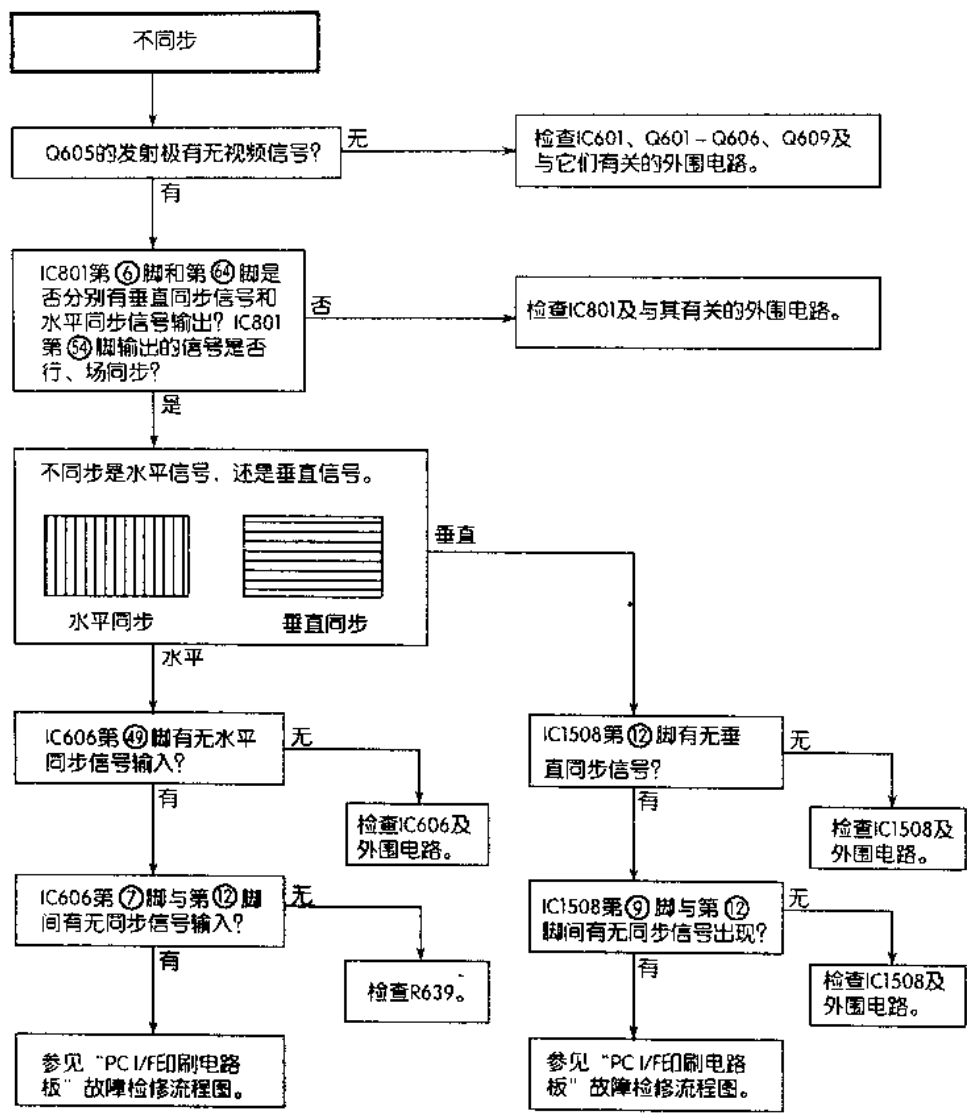 不同步
Q605的发射极有无视频信号?
无
检查IC601、Q601-Q606、Q609及
与它们有关的外围电路。
有
IC801第⑥脚和第㉞脚是
否分别有垂直同步信号和
水平同步信号输出? IC801
第㊴脚输出的信号是否
行、场同步?
否
检查IC801及与其有关的外围电路。
是
不同步是水平信号, 还是垂直信号。
水平同步
垂直同步
垂直
水平
IC606第㊾脚有无水平
同步信号输入?
无
检查IC606及
外围电路。
有
IC606第⑦脚与第⑫脚
间有无同步信号输入?
无
检查R639。
有
参见“PC I/F印刷电路
板”故障检修流程图。
IC1508第⑫脚有无垂
直同步信号?
无
检查IC1508及
外围电路。
有
IC1508第⑨脚与第⑫
脚间有无同步信号出现?
无
检查IC1508及
外围电路。
有
参见“PC I/F印刷电路
板”故障检修流程图。